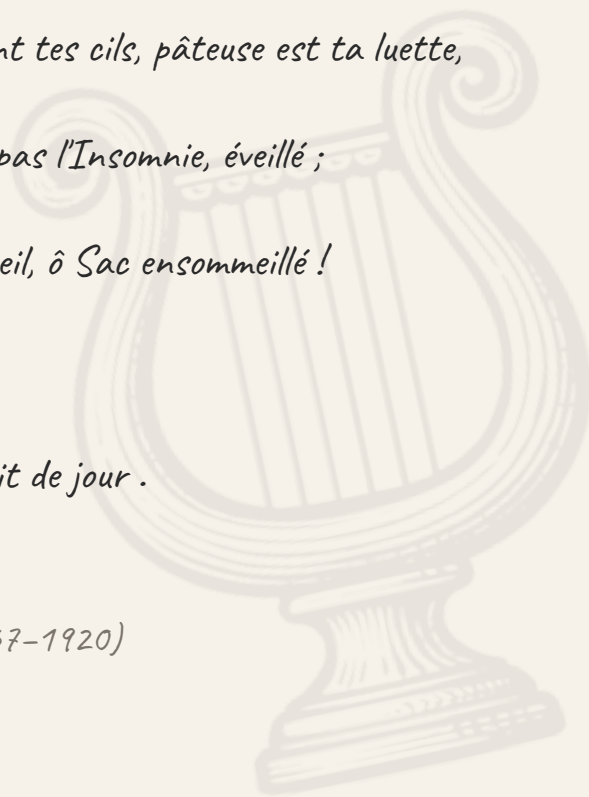 nt tes cils, pâteuse est ta luette,
pas l'Insomnie, éveillé ;
eil, ô Sac ensommeillé !
it de jour .
7–1920)